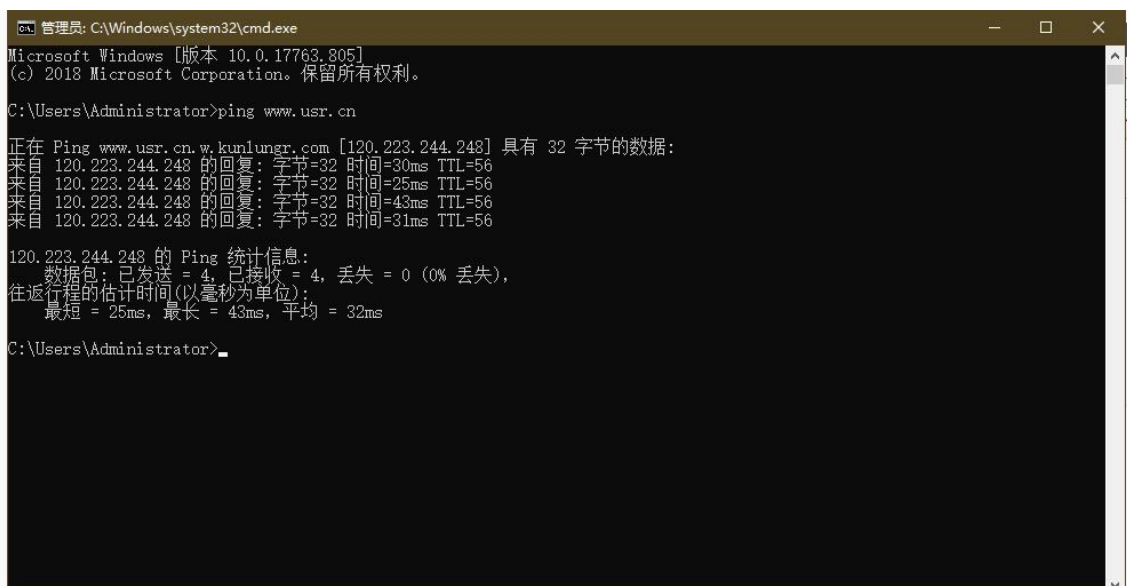 管理员: C:\Windows\system32\cmd.exe
Microsoft Windows [版本 10.0.17763.805]
(c) 2018 Microsoft Corporation。保留所有权利。
C:\Users\Administrator>ping www.usr.cn
正在 Ping www.usr.cn.w.kunlungr.com [120.223.244.248] 具有 32 字节的数据:
来自 120.223.244.248 的回复: 字节=32 时间=30ms TTL=56
来自 120.223.244.248 的回复: 字节=32 时间=25ms TTL=56
来自 120.223.244.248 的回复: 字节=32 时间=43ms TTL=56
来自 120.223.244.248 的回复: 字节=32 时间=31ms TTL=56
120.223.244.248 的 Ping 统计信息:
数据包: 已发送 = 4, 已接收 = 4, 丢失 = 0 (0% 丢失),
往返行程的估计时间(以毫秒为单位):
最短 = 25ms, 最长 = 43ms, 平均 = 32ms
C:\Users\Administrator>